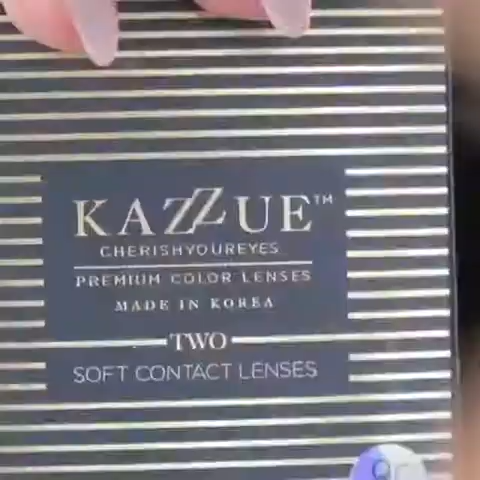 KAZZUE™
CHERISHYOUREYES
PREMIUM COLOR LENSES
MADE IN KOREA
TWO
SOFT CONTACT LENSES